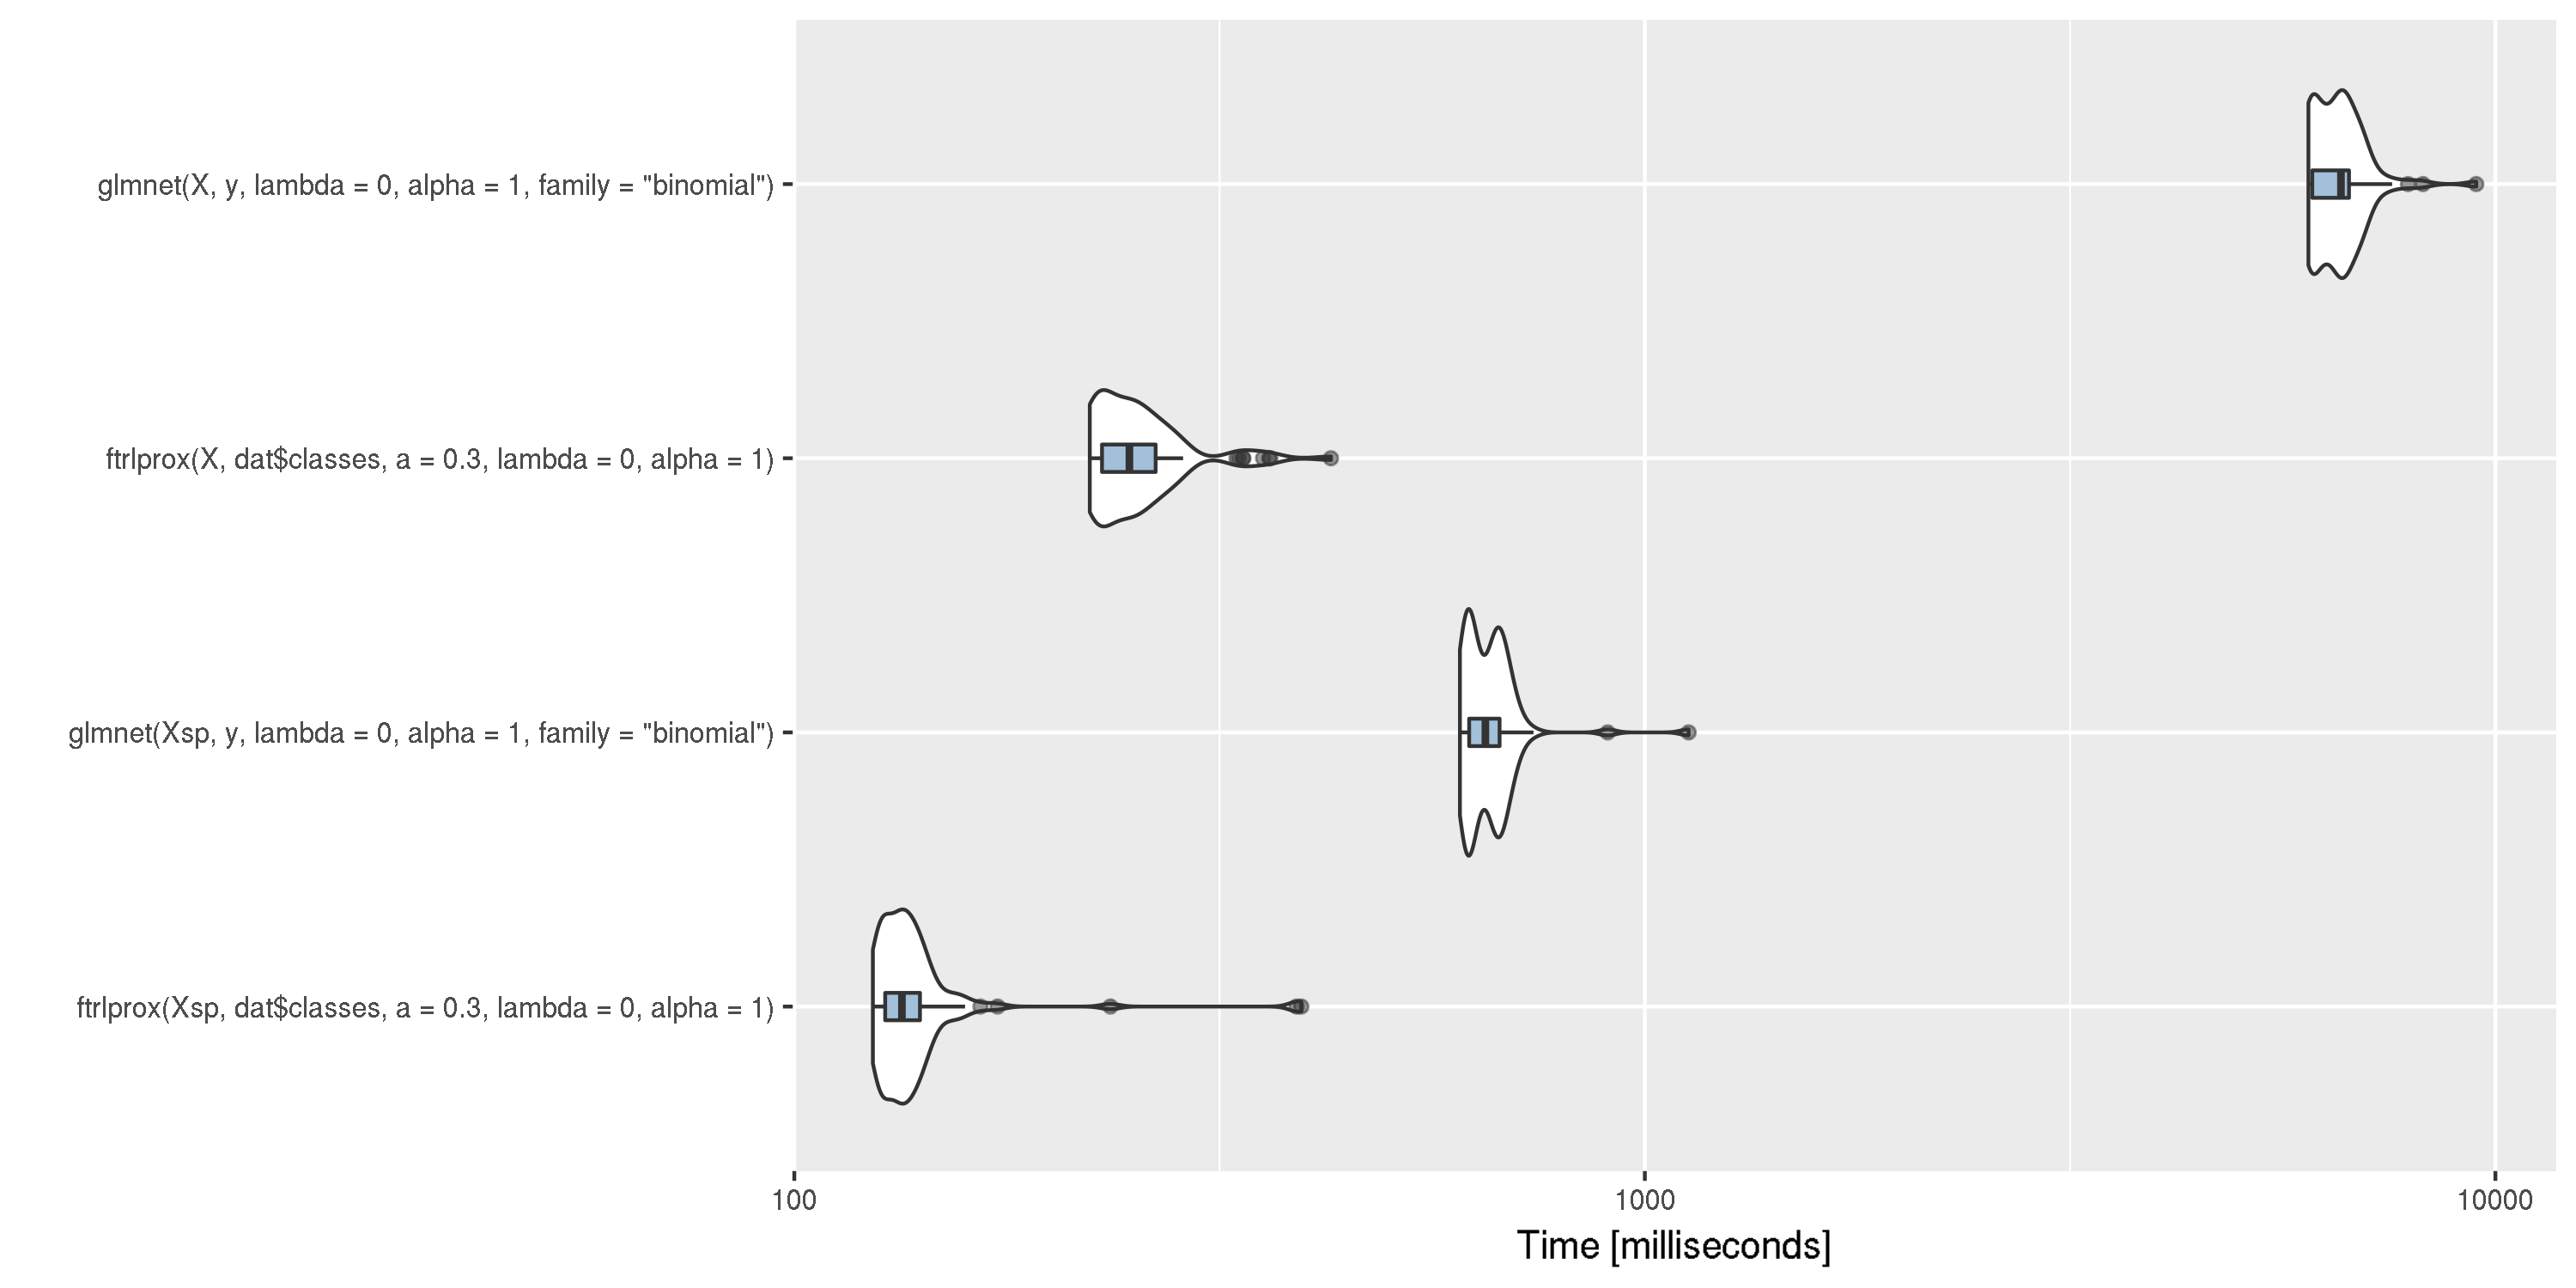 glmnet(X, y, lambda = 0, alpha = 1, family = "binomial")
ftrlprox(X, dat$classes, a = 0.3, lambda = 0, alpha = 1)
glmnet(Xsp, y, lambda = 0, alpha = 1, family = "binomial")
ftrlprox(Xsp, dat$classes, a = 0.3, lambda = 0, alpha = 1)
100 1000 10000
Time [milliseconds]